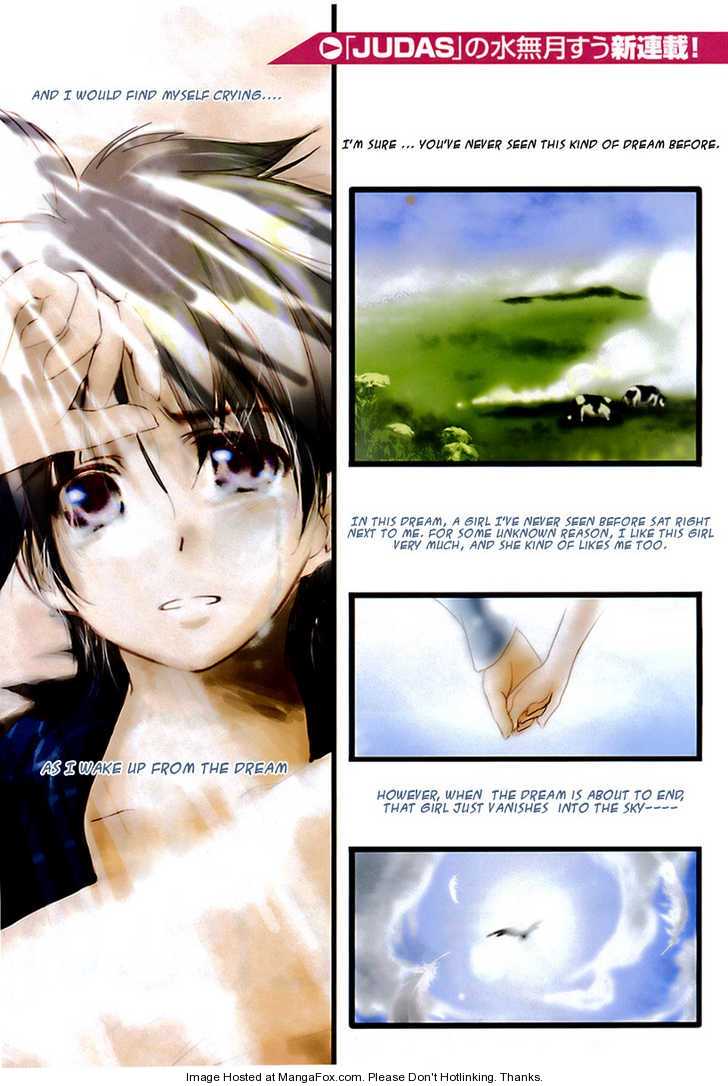 「JUDAS」の水無月すう新連載！
I'M SURE ... YOU'VE NEVER SEEN THIS KIND OF DREAM BEFORE.
IN THIS DREAM, A GIRL I'VE NEVER SEEN BEFORE SAT RIGHT
NEXT TO ME. FOR SOME UNKNOWN REASON, I LIKE THIS GIRL
VERY MUCH, AND SHE KIND OF LIKES ME TOO.
HOWEVER, WHEN THE DREAM IS ABOUT TO END,
THAT GIRL JUST VANISHES INTO THE SKY----
AND I WOULD FIND MYSELF CRYING....
AS I WAKE UP FROM THE DREAM
Image Hosted at MangaFox.com. Please Don't Hotlinking. Thanks.